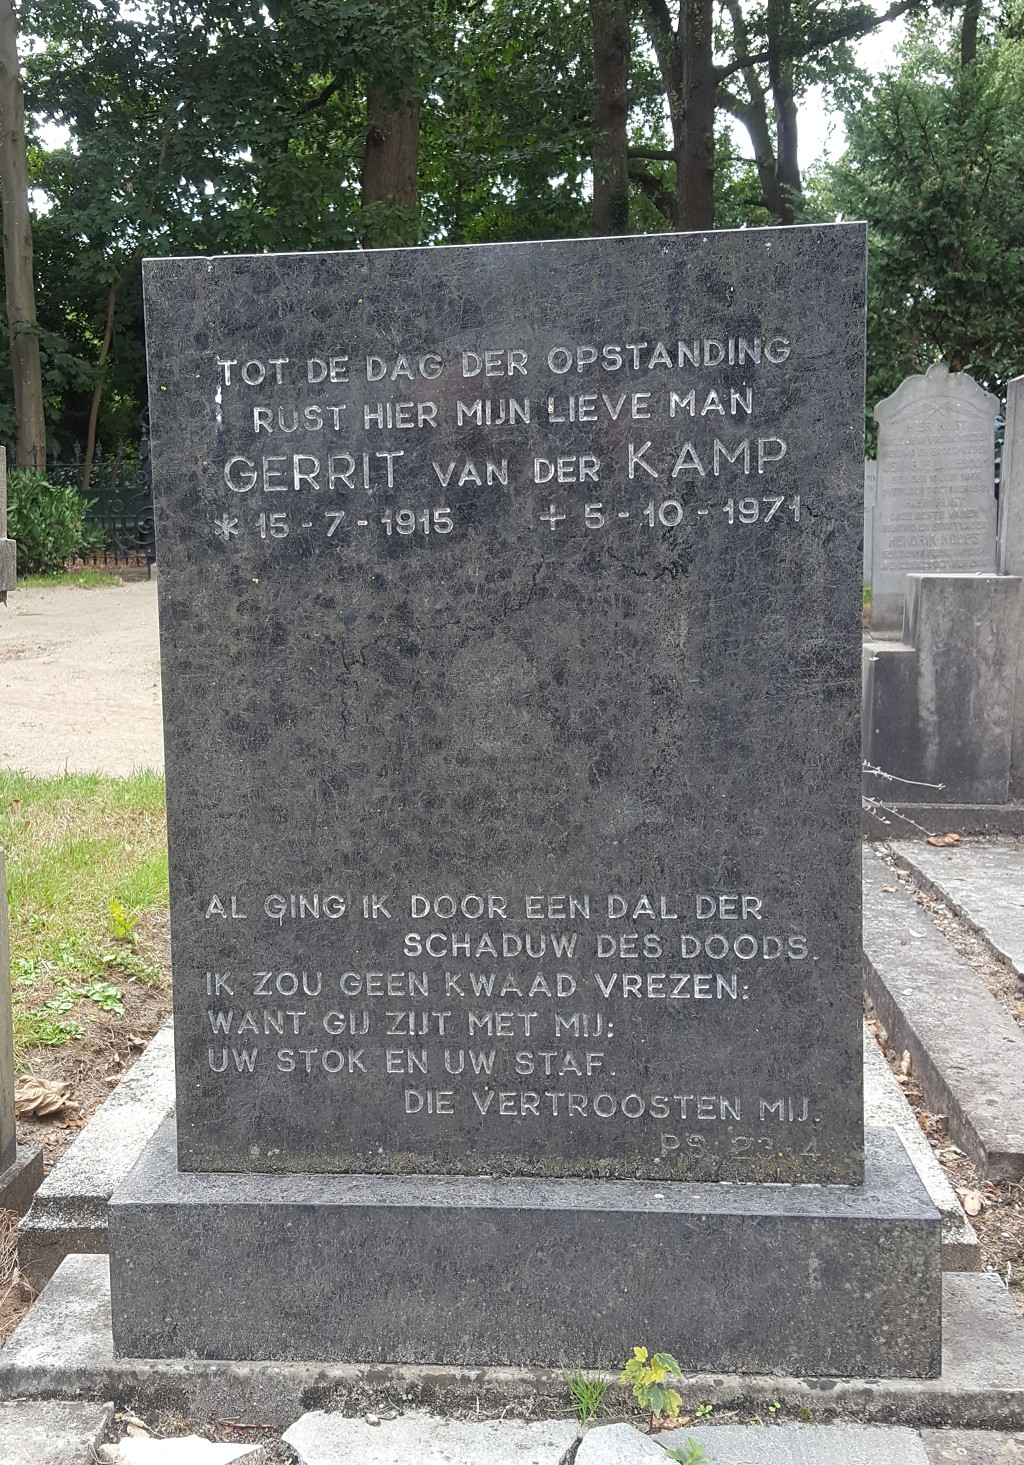 TOT DE DAG DER OPSTANDING
RUST HIER MIJN LIEVE MAN
GERRIT VAN DER KAMP
* 15 - 7 - 1915 + 5 - 10 - 1971
AL GING IK DOOR EEN DAL DER
SCHADUW DES DOODS.
IK ZOU GEEN KWAAD VREZEN:
WANT GIJ ZIJT MET MIJ:
UW STOK EN UW STAF.
DIE VERTROOSTEN MIJ.
PS. 23 : 4
HENDRIK